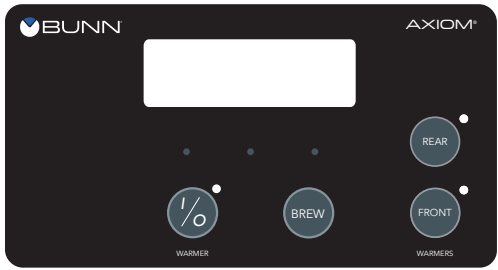 BUNN®
AXIOM®
REAR
I/O
BREW
FRONT
WARMER
WARMERS